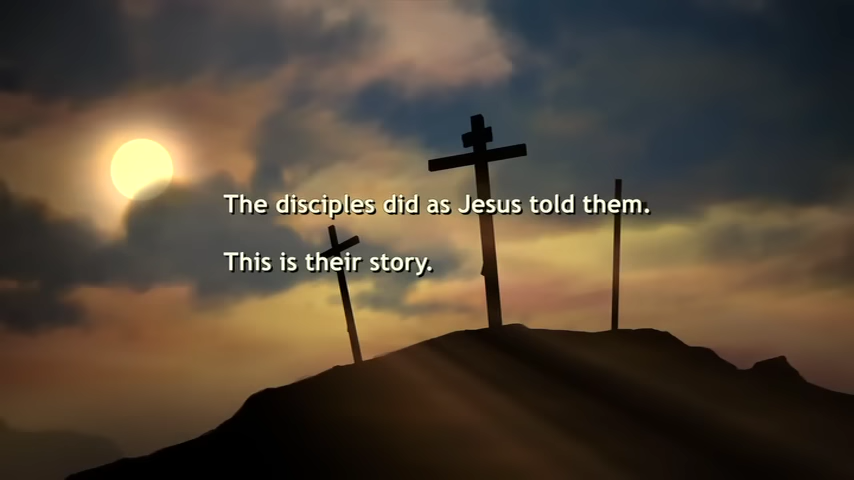 The disciples did as Jesus told them.
This is their story.